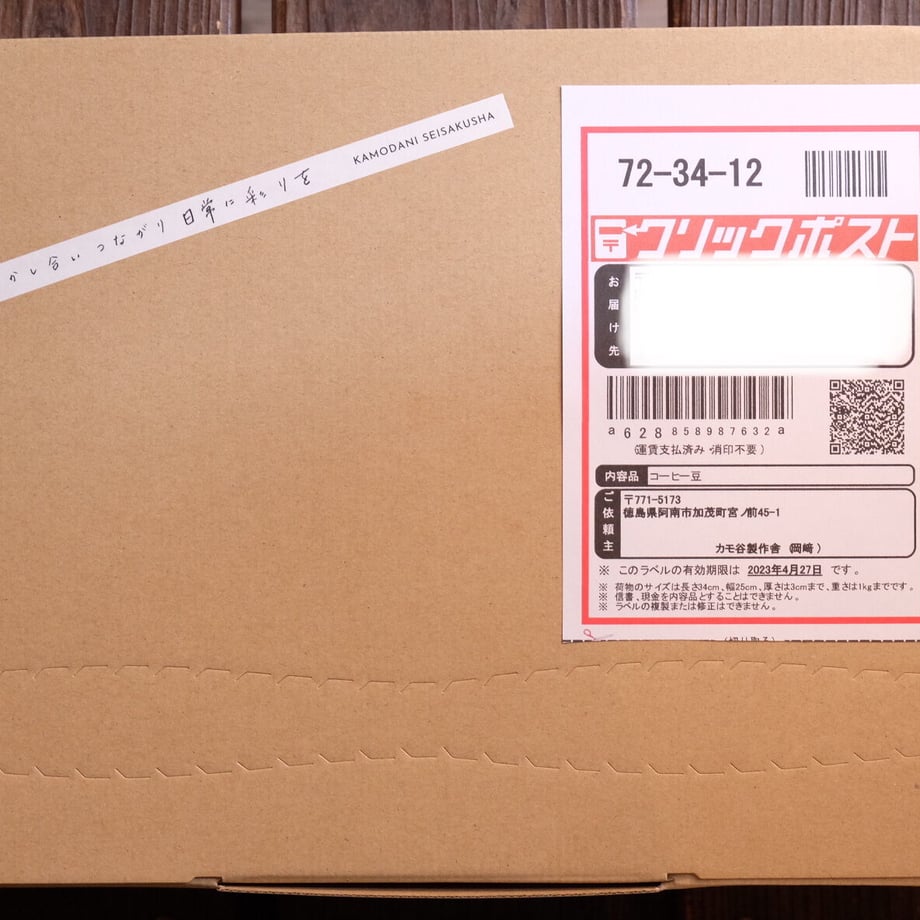 かし合い つながり 日常に彩りを KAMODANI SEISAKUSHA
72-34-12
クリックポスト
お届け先
a628858987632a
(運賃支払済み・消印不要)
内容品 コーヒー豆
ご依頼主
〒771-5173
徳島県阿南市加茂町宮ノ前45-1
カモ谷製作舎 (岡崎)
※ このラベルの有効期限は 2023年4月27日 です。
※ 荷物のサイズは長さ34cm、幅25cm、厚さは3cmまで、重さは1kgまでです。
※ 信書、現金を内容品とすることはできません。
※ ラベルの複製または修正はできません。